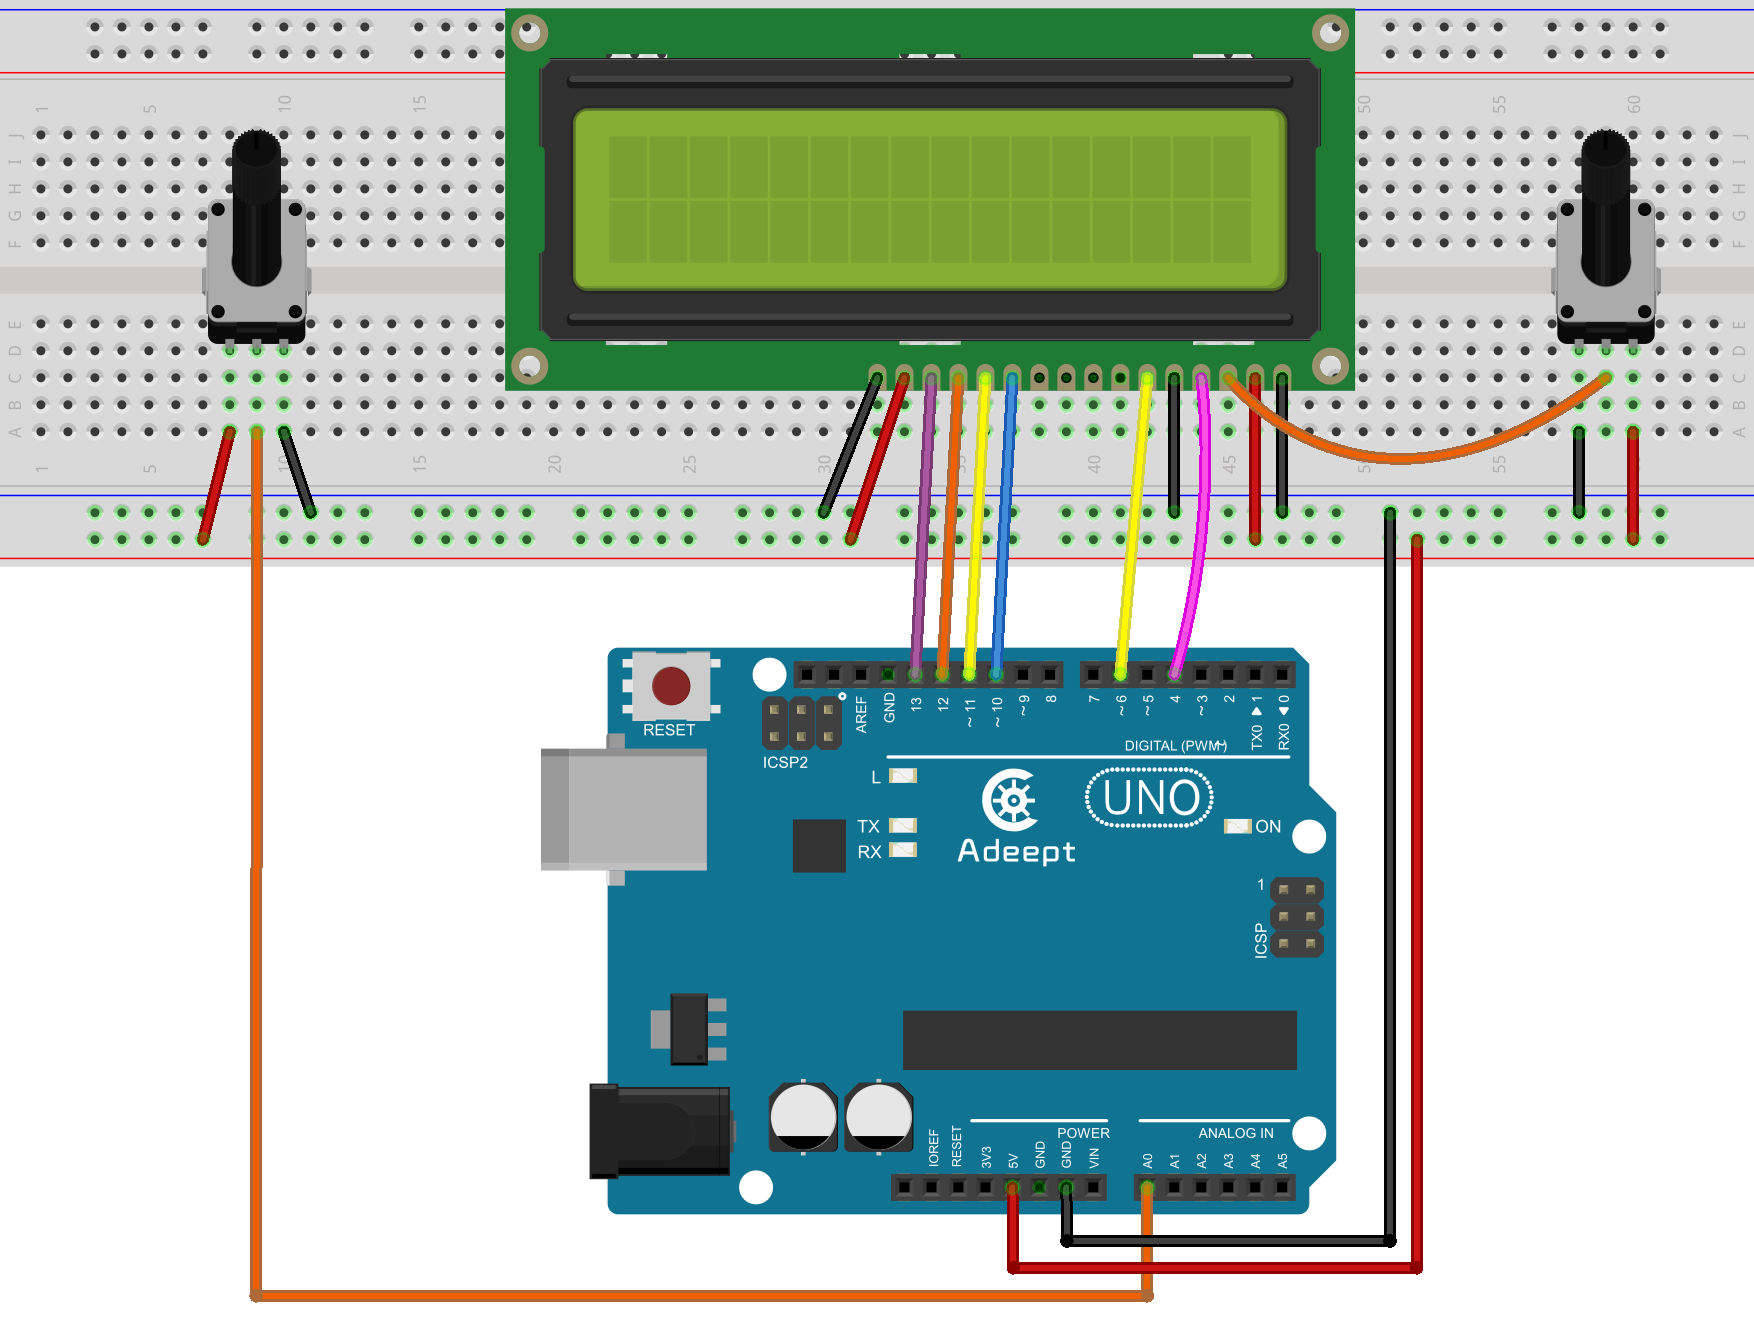 1 5 10 15 50 55 60
J J
I I
H H
G G
F F
E E
D D
C C
B B
A A
1 5 10 15 20 25 30 35 40 45 55
RESET
ICSP2
AREF GND 13 12 ~11 ~10 ~9 8 7 ~6 ~5 4 ~3 2 TX0 ▶ 1 RX0 ◀ 0
DIGITAL (PWM~)
L
TX
RX
UNO
Adeept
ON
1
ICSP
POWER
ANALOG IN
IOREF RESET 3V3 5V GND GND VIN A0 A1 A2 A3 A4 A5